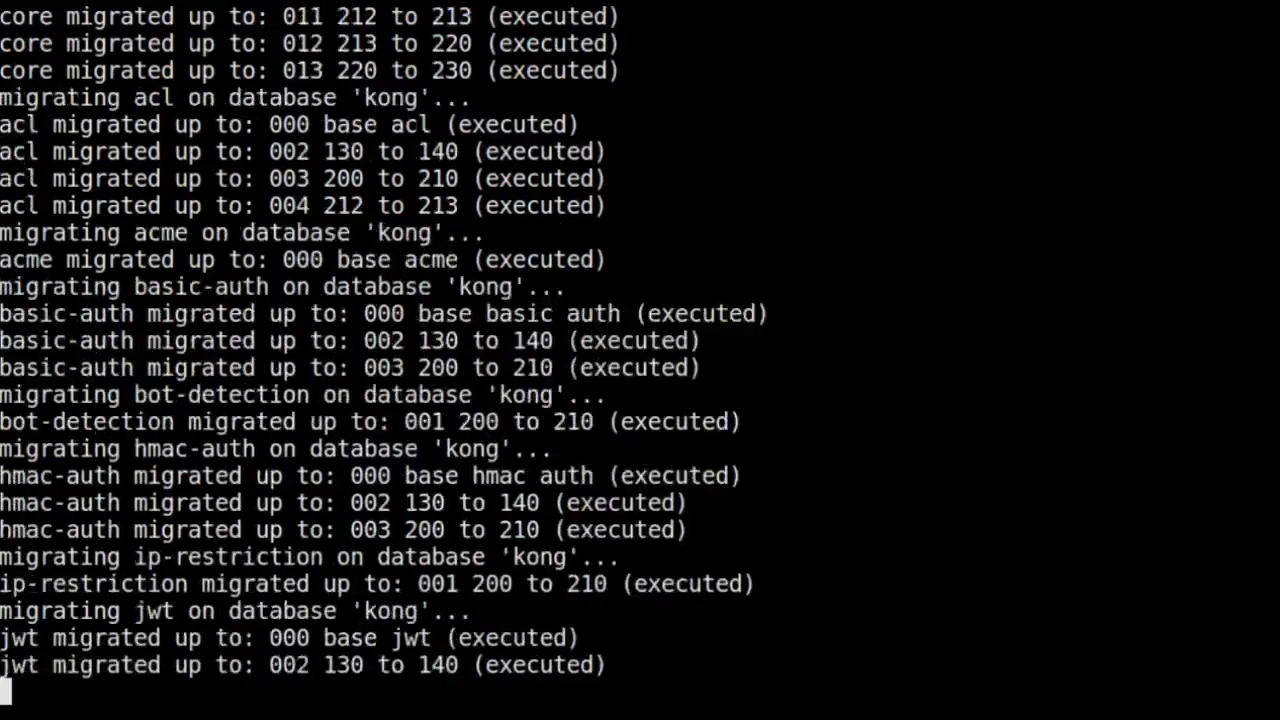 core migrated up to: 011 212 to 213 (executed)
core migrated up to: 012 213 to 220 (executed)
core migrated up to: 013 220 to 230 (executed)
migrating acl on database 'kong'...
acl migrated up to: 000 base acl (executed)
acl migrated up to: 002 130 to 140 (executed)
acl migrated up to: 003 200 to 210 (executed)
acl migrated up to: 004 212 to 213 (executed)
migrating acme on database 'kong'...
acme migrated up to: 000 base acme (executed)
migrating basic-auth on database 'kong'...
basic-auth migrated up to: 000 base basic auth (executed)
basic-auth migrated up to: 002 130 to 140 (executed)
basic-auth migrated up to: 003 200 to 210 (executed)
migrating bot-detection on database 'kong'...
bot-detection migrated up to: 001 200 to 210 (executed)
migrating hmac-auth on database 'kong'...
hmac-auth migrated up to: 000 base hmac auth (executed)
hmac-auth migrated up to: 002 130 to 140 (executed)
hmac-auth migrated up to: 003 200 to 210 (executed)
migrating ip-restriction on database 'kong'...
ip-restriction migrated up to: 001 200 to 210 (executed)
migrating jwt on database 'kong'...
jwt migrated up to: 000 base jwt (executed)
jwt migrated up to: 002 130 to 140 (executed)